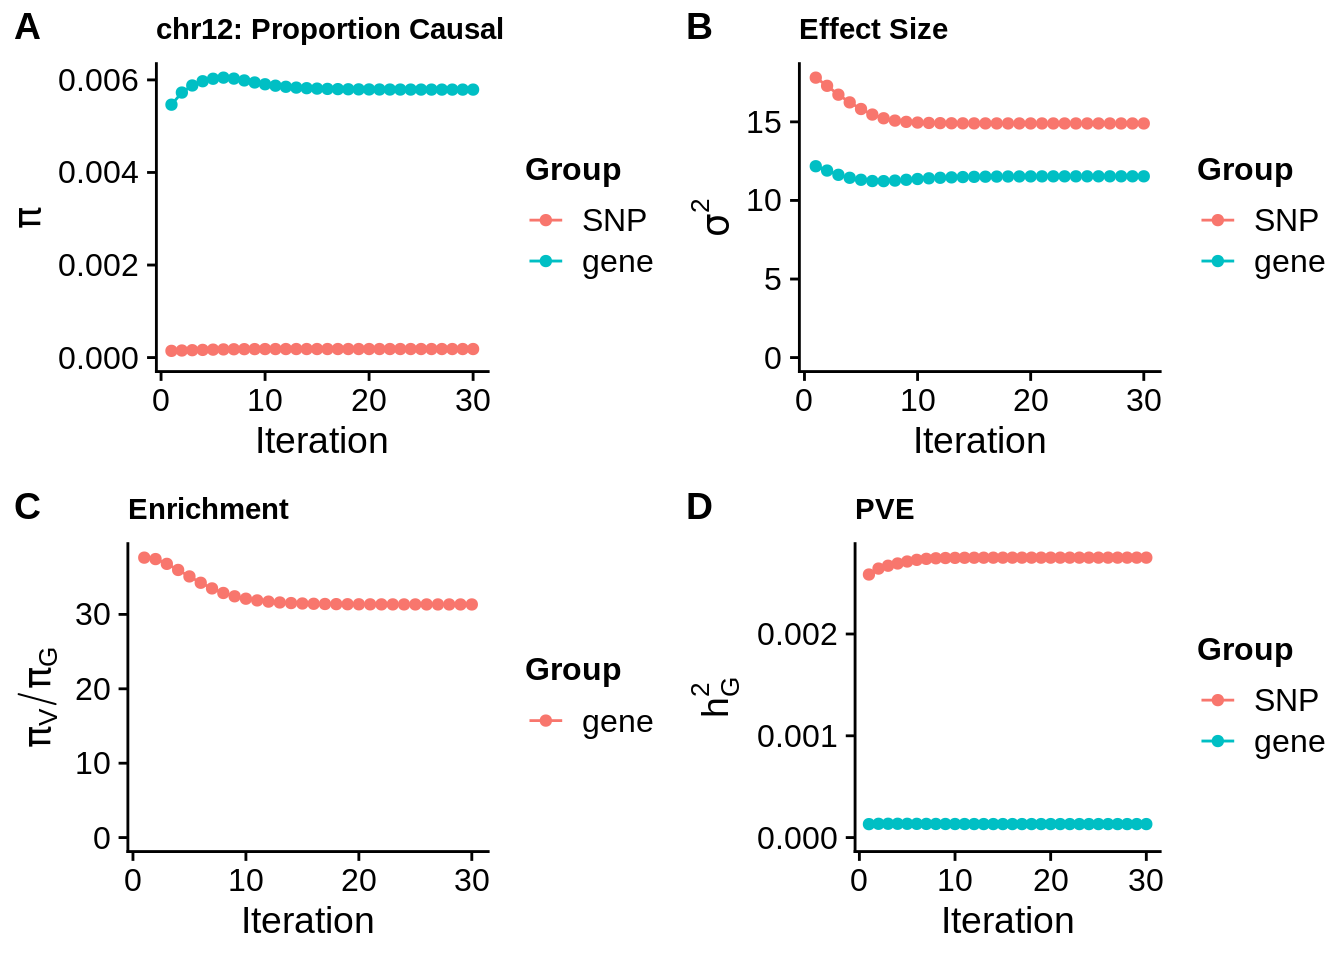 A
chr12: Proportion Causal
π
0.006
0.004
0.002
0.000
0 10 20 30
Iteration
Group
SNP
gene
B
Effect Size
σ²
15
10
5
0
0 10 20 30
Iteration
Group
SNP
gene
C
Enrichment
π_V/π_G
30
20
10
0
0 10 20 30
Iteration
Group
gene
D
PVE
h²_G
0.002
0.001
0.000
0 10 20 30
Iteration
Group
SNP
gene